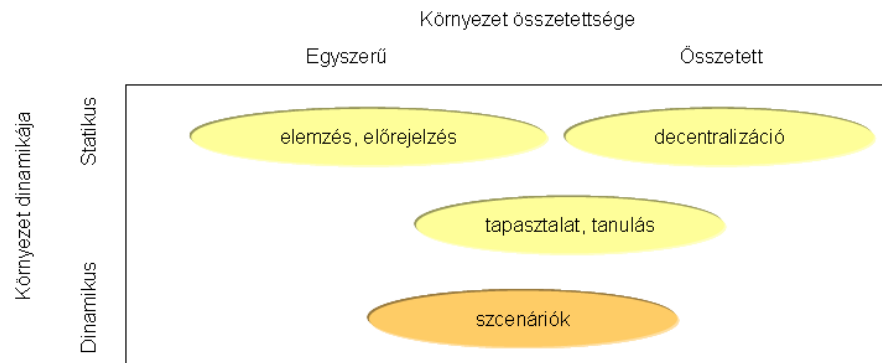 Környezet összetettsége
Egyszerű
Összetett
Környezet dinamikája
Statikus
elemzés, előrejelzés
decentralizáció
tapasztalat, tanulás
Dinamikus
szcenáriók